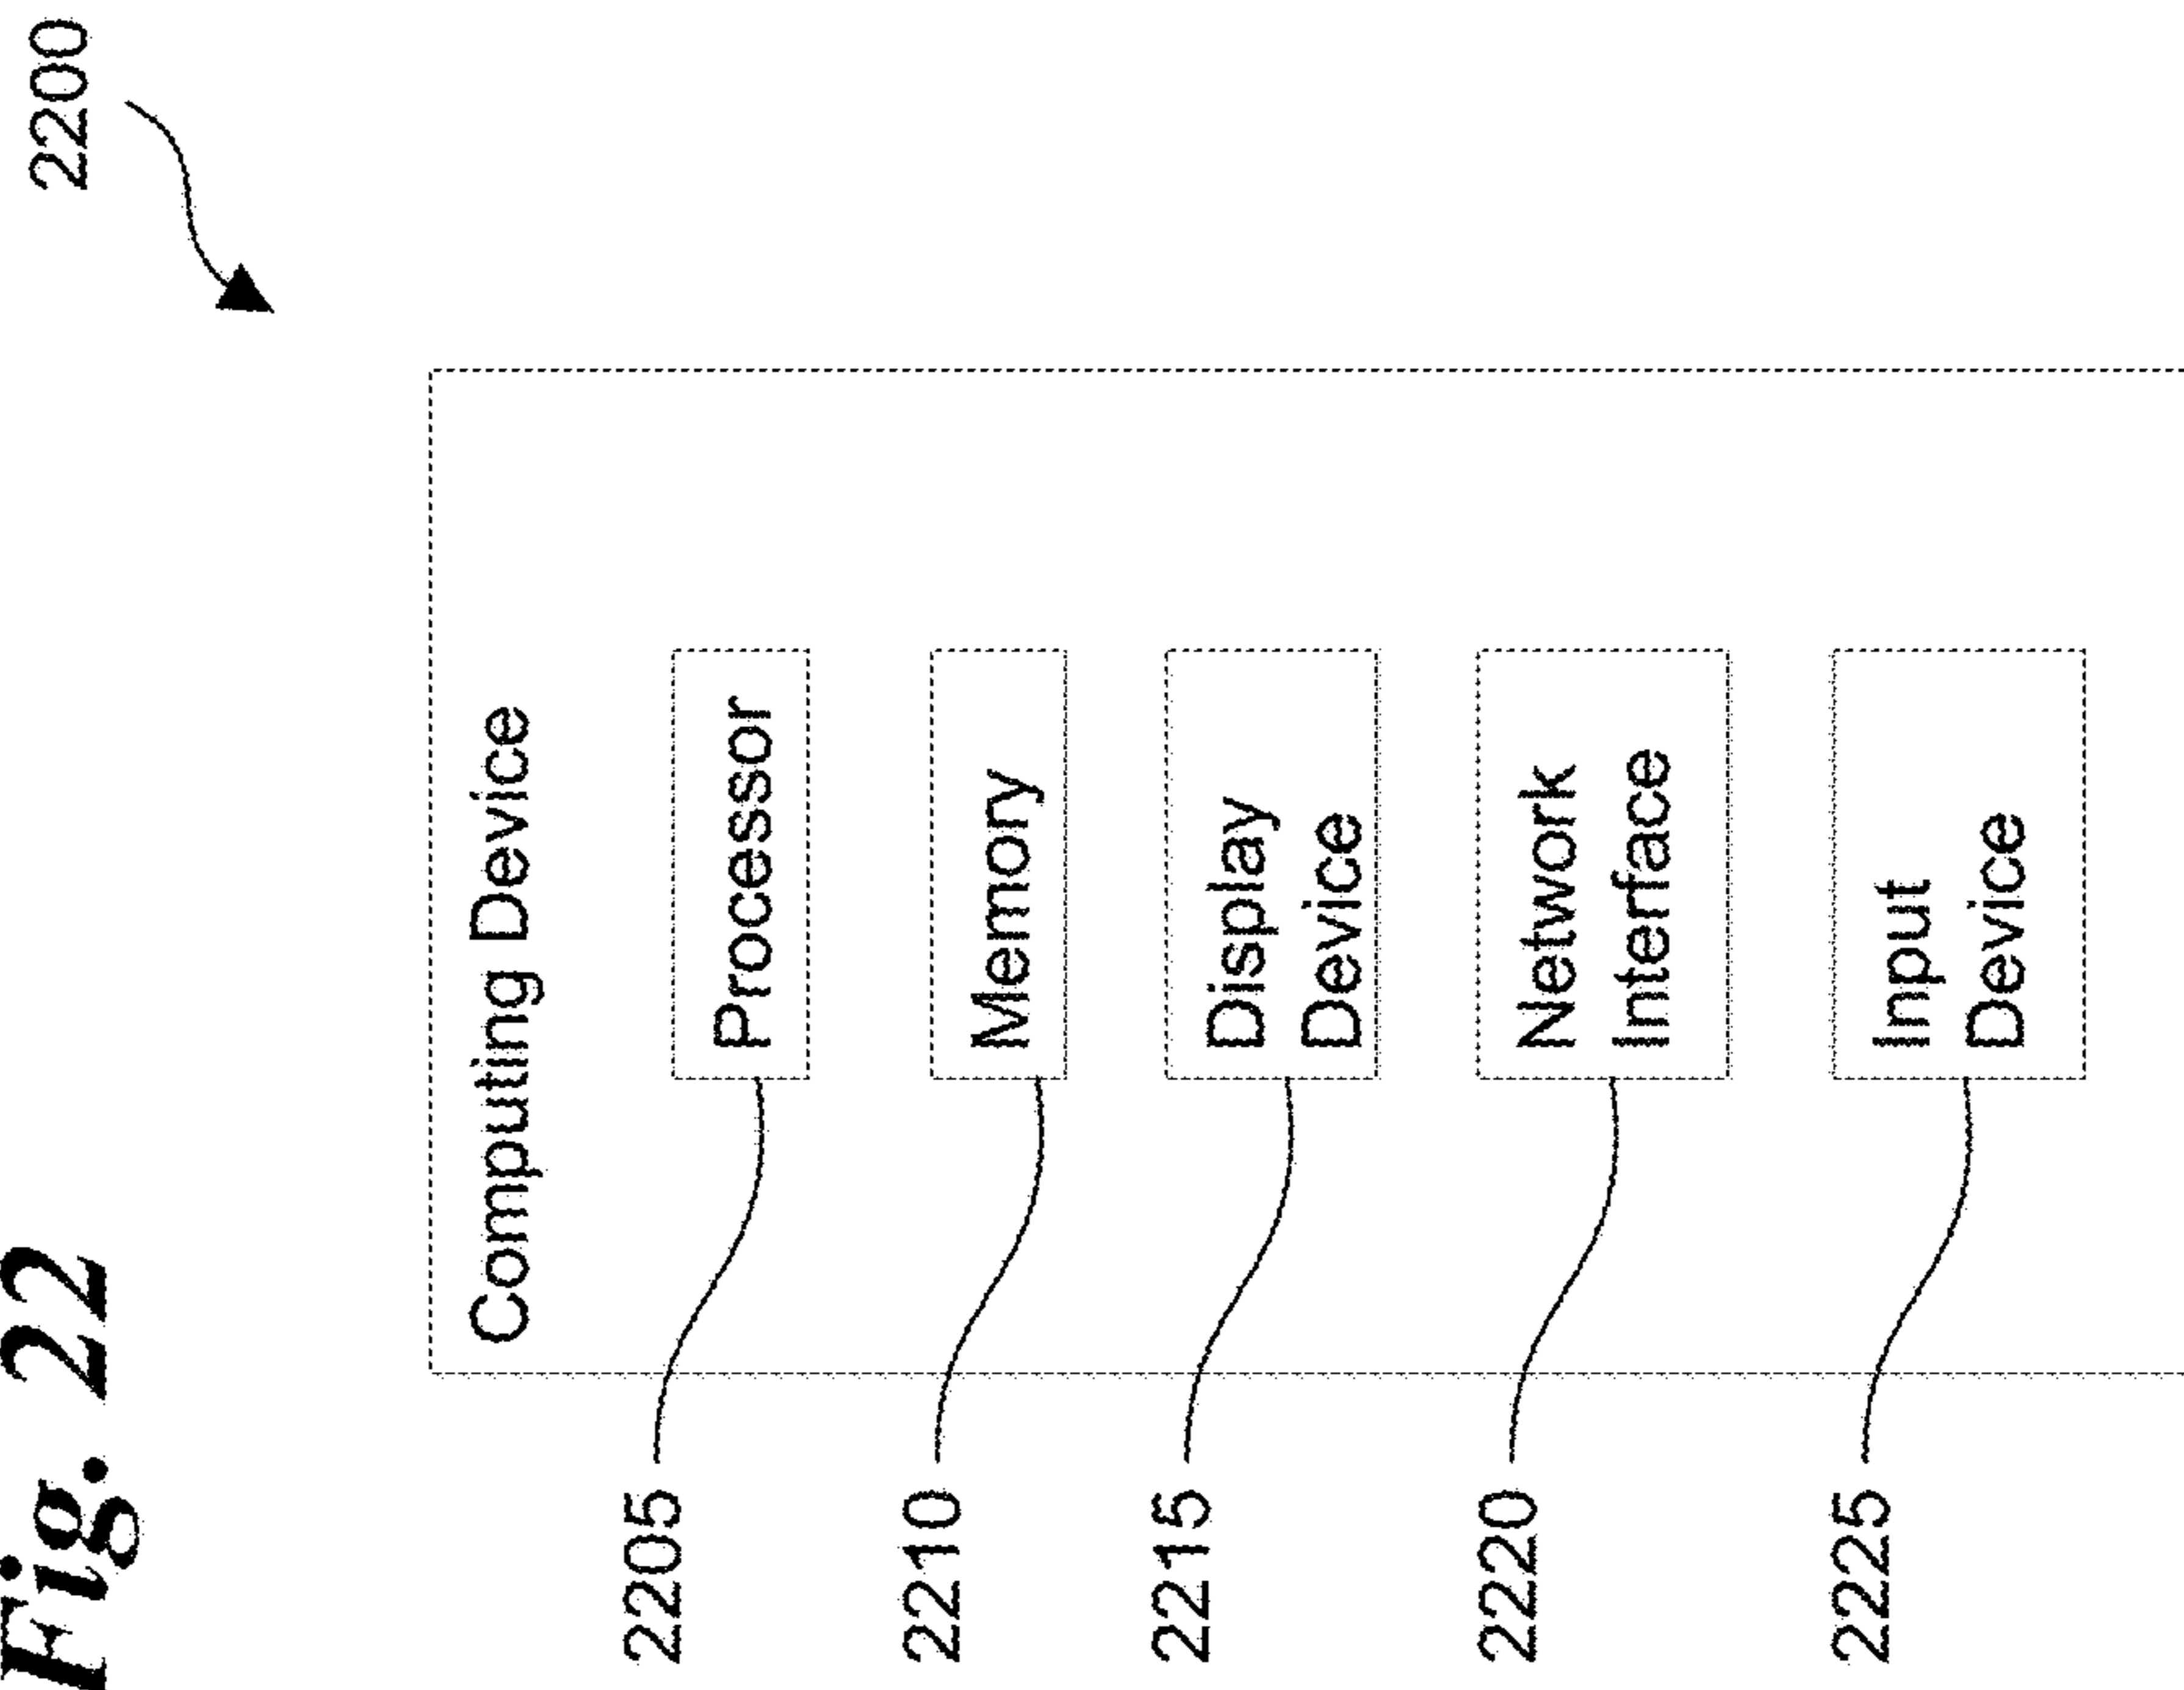 Fig. 22
2200
Computing Device
2205
Processor
2210
Memory
2215
Display
Device
2220
Network
Interface
2225
Input
Device